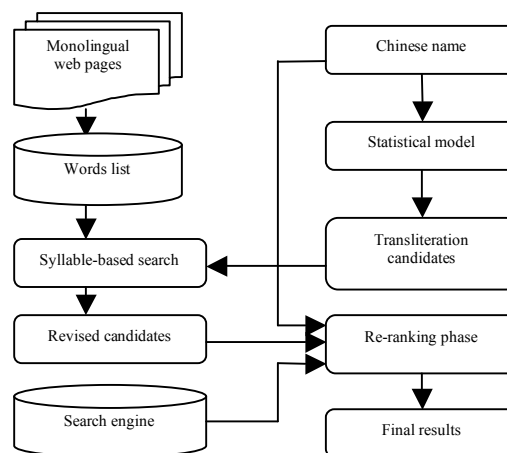 Monolingual
web pages
Chinese name
Statistical model
Words list
Transliteration
candidates
Syllable-based search
Revised candidates
Re-ranking phase
Search engine
Final results